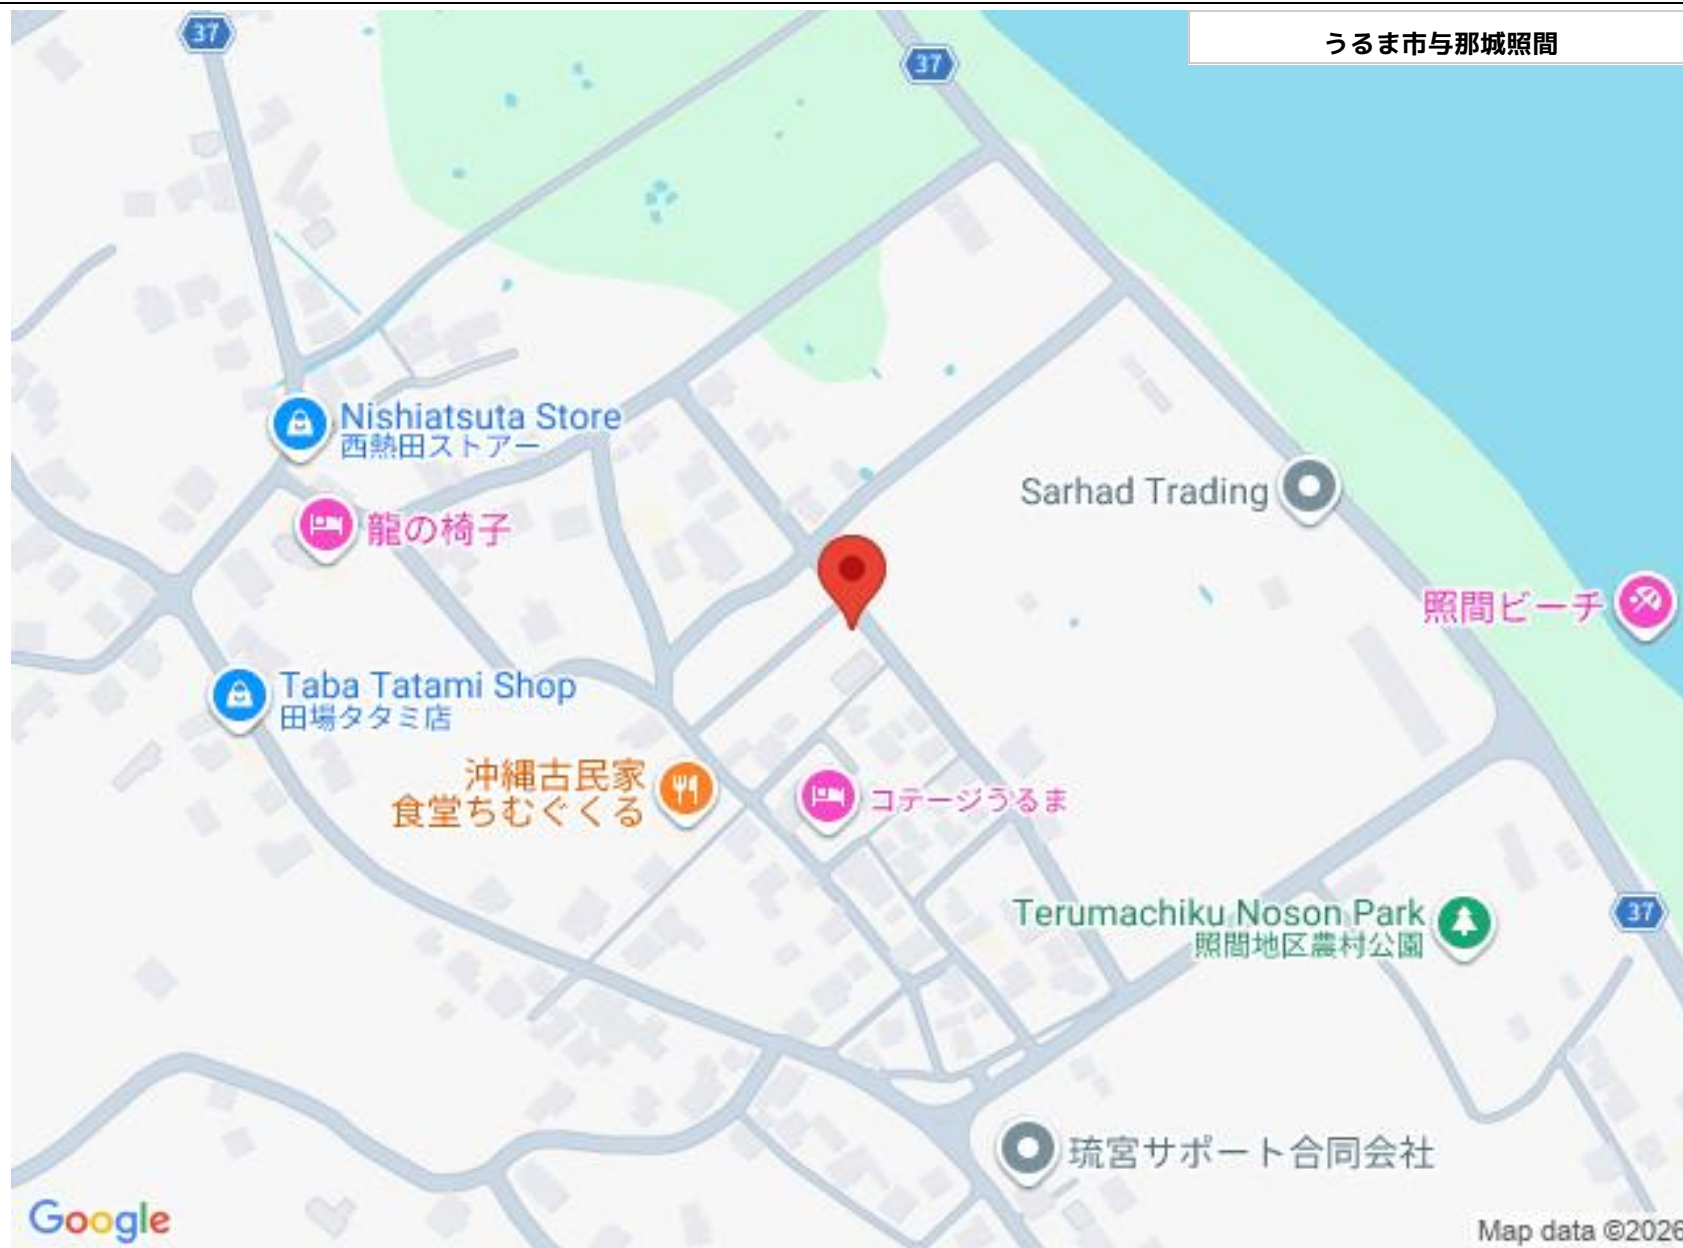 37
37
うるま市与那城照間
Nishiatsuta Store
西熱田ストアー
龍の椅子
Sarhad Trading
照間ビーチ
Taba Tatami Shop
田場タタミ店
沖縄古民家
食堂ちむぐくる
コテージうるま
Terumachiku Noson Park
照間地区農村公園
37
琉宮サポート合同会社
Google
Map data ©2026